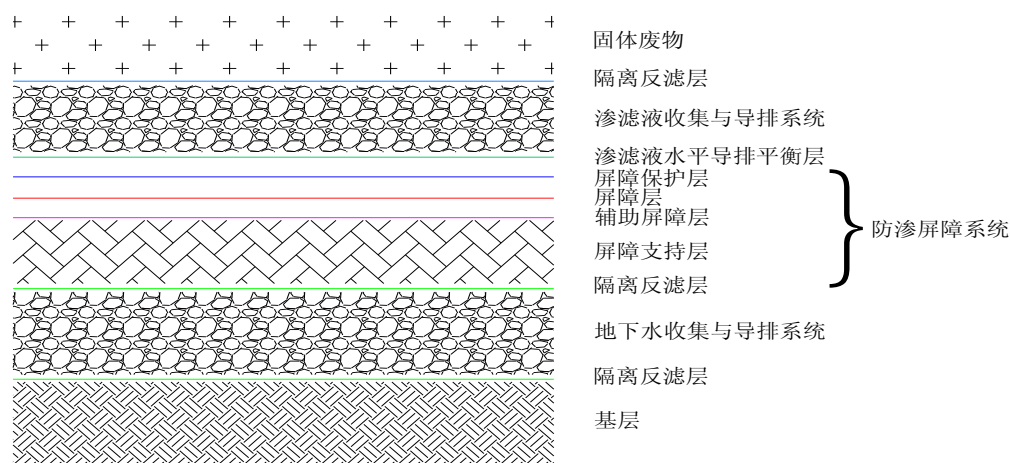 固体废物
隔离反滤层
渗滤液收集与导排系统
渗滤液水平导排平衡层
屏障保护层
屏障层
辅助屏障层
屏障支持层
隔离反滤层
防渗屏障系统
地下水收集与导排系统
隔离反滤层
基层